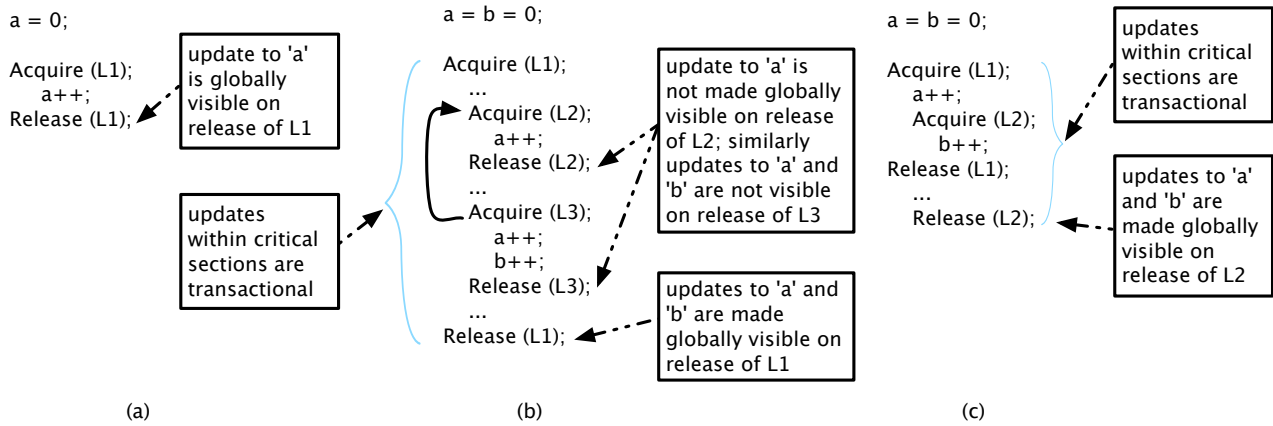 a = 0;
Acquire (L1);
a++;
Release (L1);
update to 'a'
is globally
visible on
release of L1
updates
within critical
sections are
transactional
(a)
a = b = 0;
Acquire (L1);
...
Acquire (L2);
a++;
Release (L2);
...
Acquire (L3);
a++;
b++;
Release (L3);
...
Release (L1);
update to 'a' is
not made globally
visible on release
of L2; similarly
updates to 'a' and
'b' are not visible
on release of L3
updates to 'a' and
'b' are made
globally visible on
release of L1
(b)
a = b = 0;
Acquire (L1);
a++;
Acquire (L2);
b++;
Release (L1);
...
Release (L2);
updates
within critical
sections are
transactional
updates to 'a'
and 'b' are
made globally
visible on
release of L2
(c)